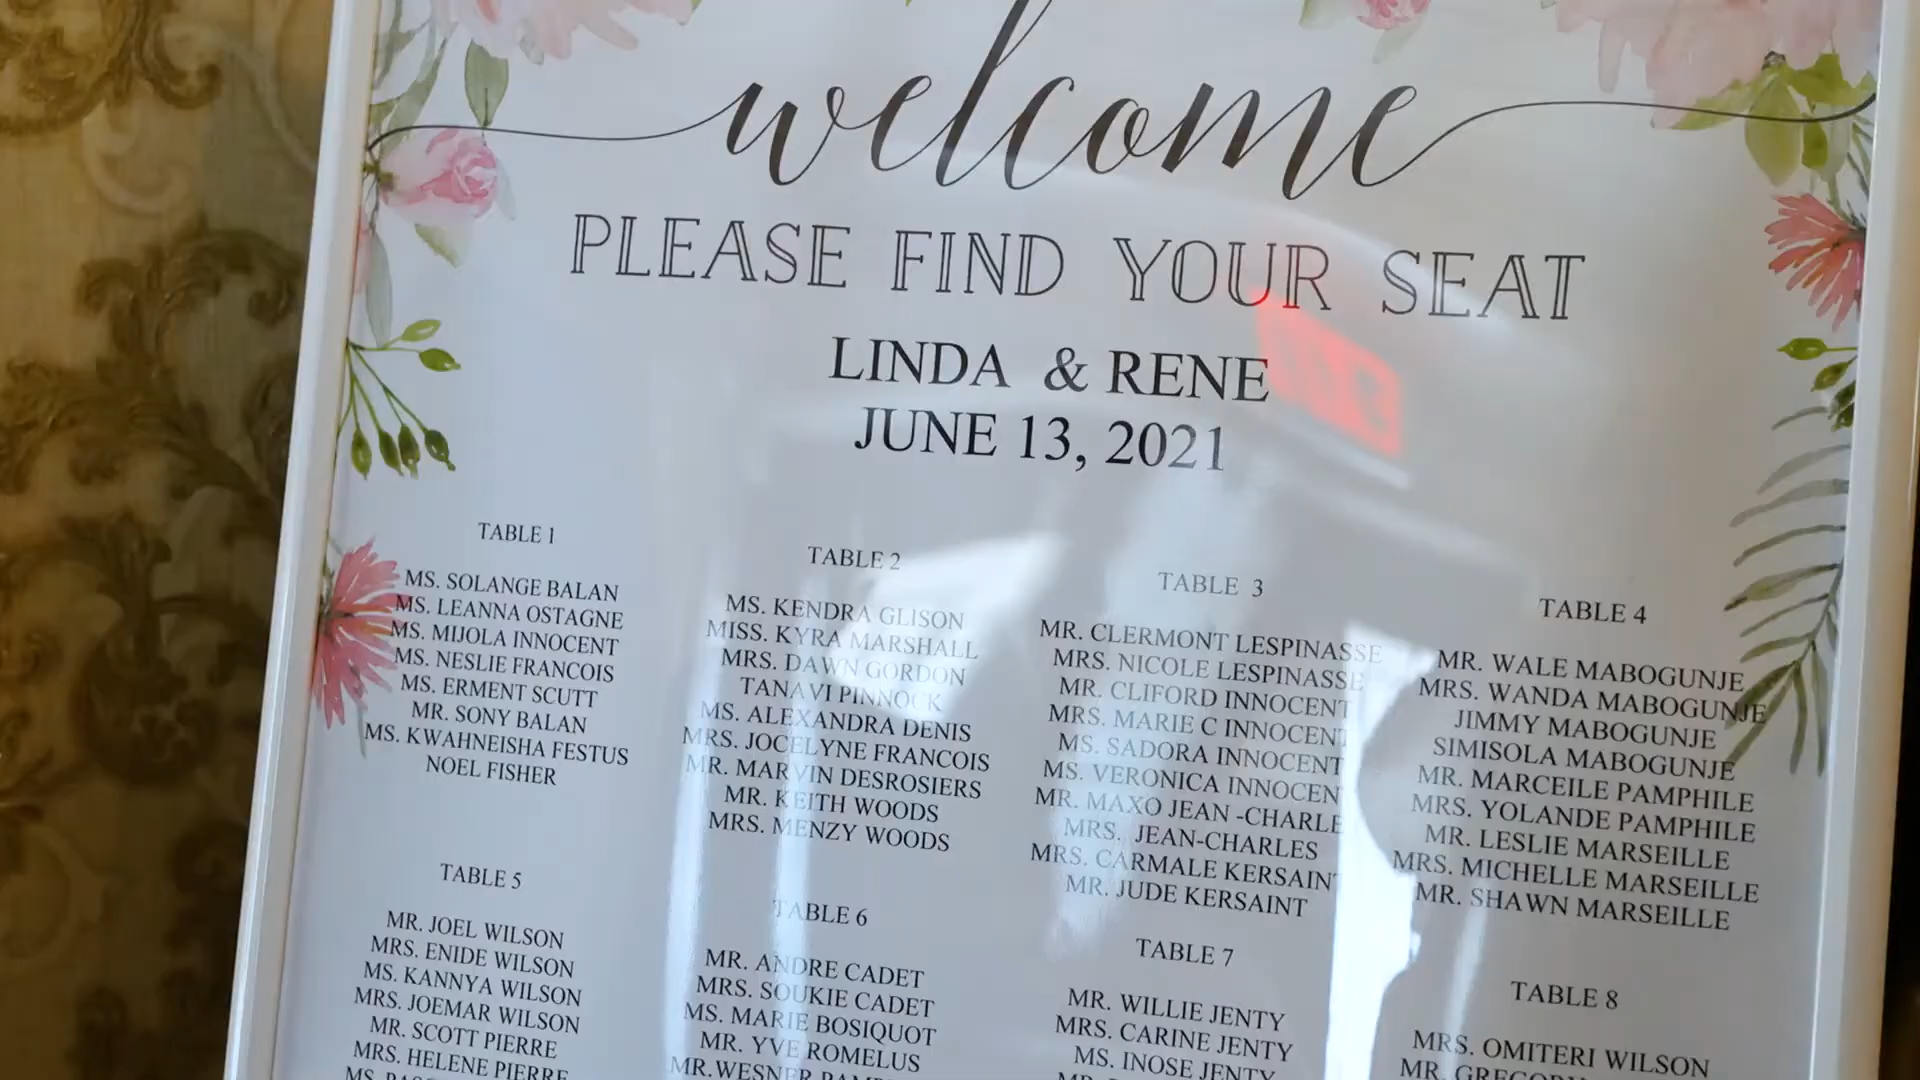 welcome
PLEASE FIND YOUR SEAT
LINDA & RENE
JUNE 13, 2021
TABLE 1
MS. SOLANGE BALAN
MS. LEANNA OSTAGNE
MS. MIJOLA INNOCENT
MS. NESLIE FRANCOIS
MS. ERMENT SCUTT
MR. SONY BALAN
MS. KWAHNEISHA FESTUS
NOEL FISHER
TABLE 2
MS. KENDRA GLISON
MISS. KYRA MARSHALL
MRS. DAWN GORDON
TANAVI PINNOCK
MS. ALEXANDRA DENIS
MRS. JOCELYNE FRANCOIS
MR. MARVIN DESROSIERS
MR. KEITH WOODS
MRS. MENZY WOODS
TABLE 3
MR. CLERMONT LESPINASSE
MRS. NICOLE LESPINASSE
MR. CLIFORD INNOCENT
MRS. MARIE C INNOCENT
MS. SADORA INNOCENT
MS. VERONICA INNOCENT
MR. MAXO JEAN -CHARLE
MRS. JEAN-CHARLES
MRS. CARMALE KERSAINT
MR. JUDE KERSAINT
TABLE 4
MR. WALE MABOGUNJE
MRS. WANDA MABOGUNJE
JIMMY MABOGUNJE
SIMISOLA MABOGUNJE
MR. MARCEILE PAMPHILE
MRS. YOLANDE PAMPHILE
MR. LESLIE MARSEILLE
MRS. MICHELLE MARSEILLE
MR. SHAWN MARSEILLE
TABLE 5
MR. JOEL WILSON
MRS. ENIDE WILSON
MS. KANNYA WILSON
MRS. JOEMAR WILSON
MR. SCOTT PIERRE
MRS. HELENE PIERRE
MS.
TABLE 6
MR. ANDRE CADET
MRS. SOUKIE CADET
MS. MARIE BOSIQUOT
MR. YVE ROMELUS
MR.WESNER
TABLE 7
MR. WILLIE JENTY
MRS. CARINE JENTY
MS. INOSE JENTY
TABLE 8
MRS. OMITERI WILSON
MR.